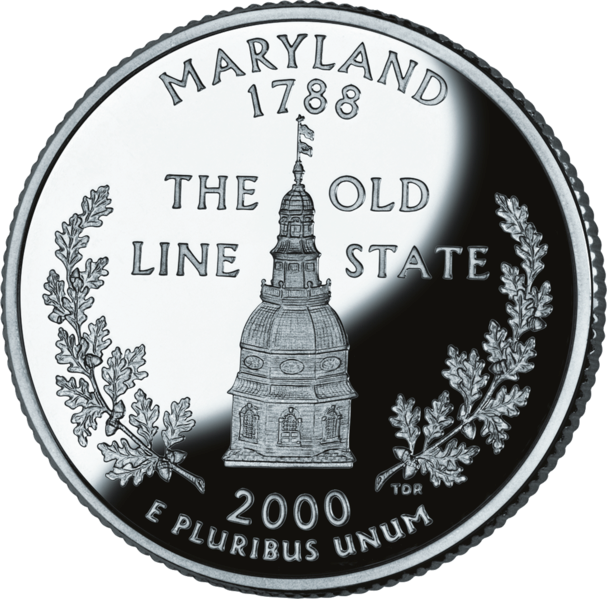 MARYLAND
1788
THE OLD
LINE STATE
TDR
2000
E PLURIBUS UNUM